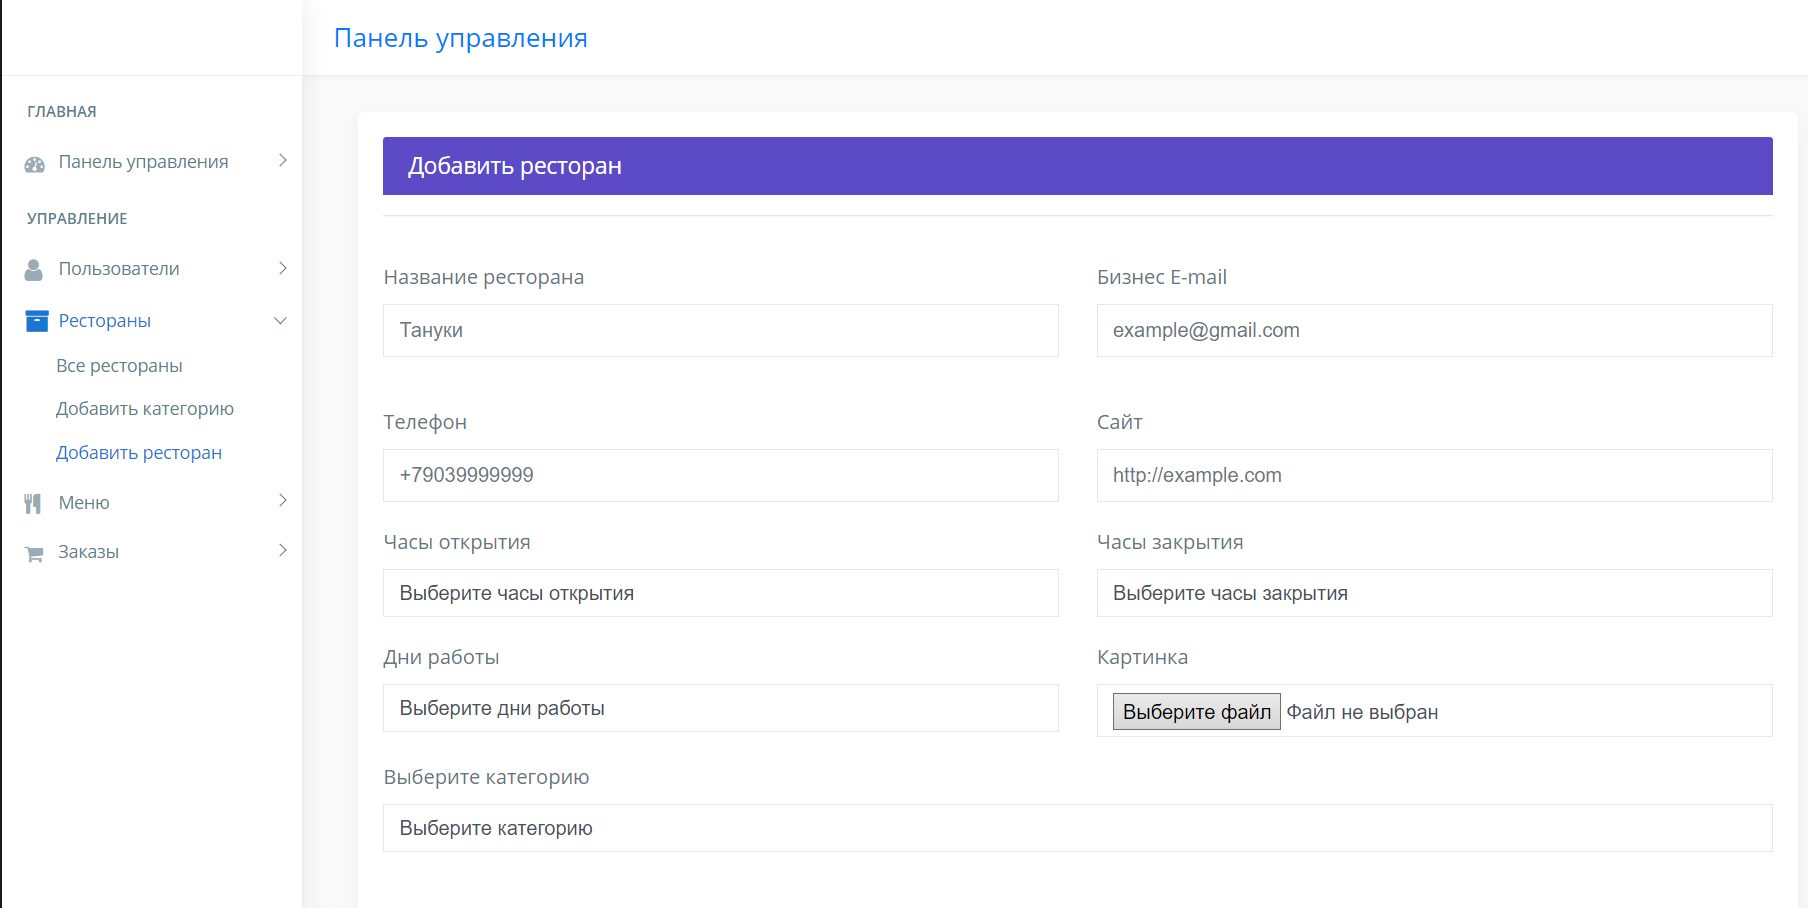 Панель управления
ГЛАВНАЯ
Панель управления
УПРАВЛЕНИЕ
Пользователи
Рестораны
Все рестораны
Добавить категорию
Добавить ресторан
Меню
Заказы
Добавить ресторан
Название ресторана
Тануки
Бизнес E-mail
example@gmail.com
Телефон
+79039999999
Сайт
http://example.com
Часы открытия
Выберите часы открытия
Часы закрытия
Выберите часы закрытия
Дни работы
Выберите дни работы
Картинка
Выберите файл Файл не выбран
Выберите категорию
Выберите категорию